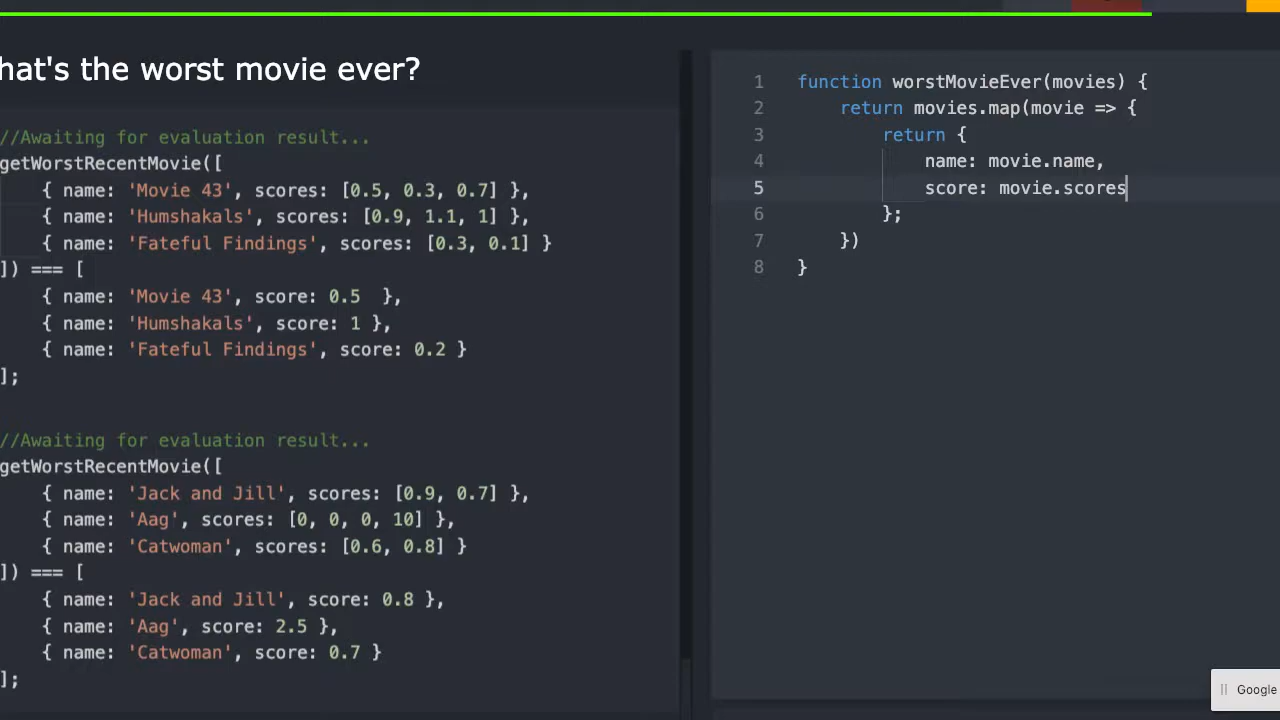 hat's the worst movie ever?
//Awaiting for evaluation result...
getWorstRecentMovie([
{ name: 'Movie 43', scores: [0.5, 0.3, 0.7] },
{ name: 'Humshakals', scores: [0.9, 1.1, 1] },
{ name: 'Fateful Findings', scores: [0.3, 0.1] }
]) === [
{ name: 'Movie 43', score: 0.5  },
{ name: 'Humshakals', score: 1 },
{ name: 'Fateful Findings', score: 0.2 }
];
//Awaiting for evaluation result...
getWorstRecentMovie([
{ name: 'Jack and Jill', scores: [0.9, 0.7] },
{ name: 'Aag', scores: [0, 0, 0, 10] },
{ name: 'Catwoman', scores: [0.6, 0.8] }
]) === [
{ name: 'Jack and Jill', score: 0.8 },
{ name: 'Aag', score: 2.5 },
{ name: 'Catwoman', score: 0.7 }
];
1 function worstMovieEver(movies) {
2 return movies.map(movie => {
3 return {
4 name: movie.name,
5 score: movie.scores
6 };
7 })
8 }
Google